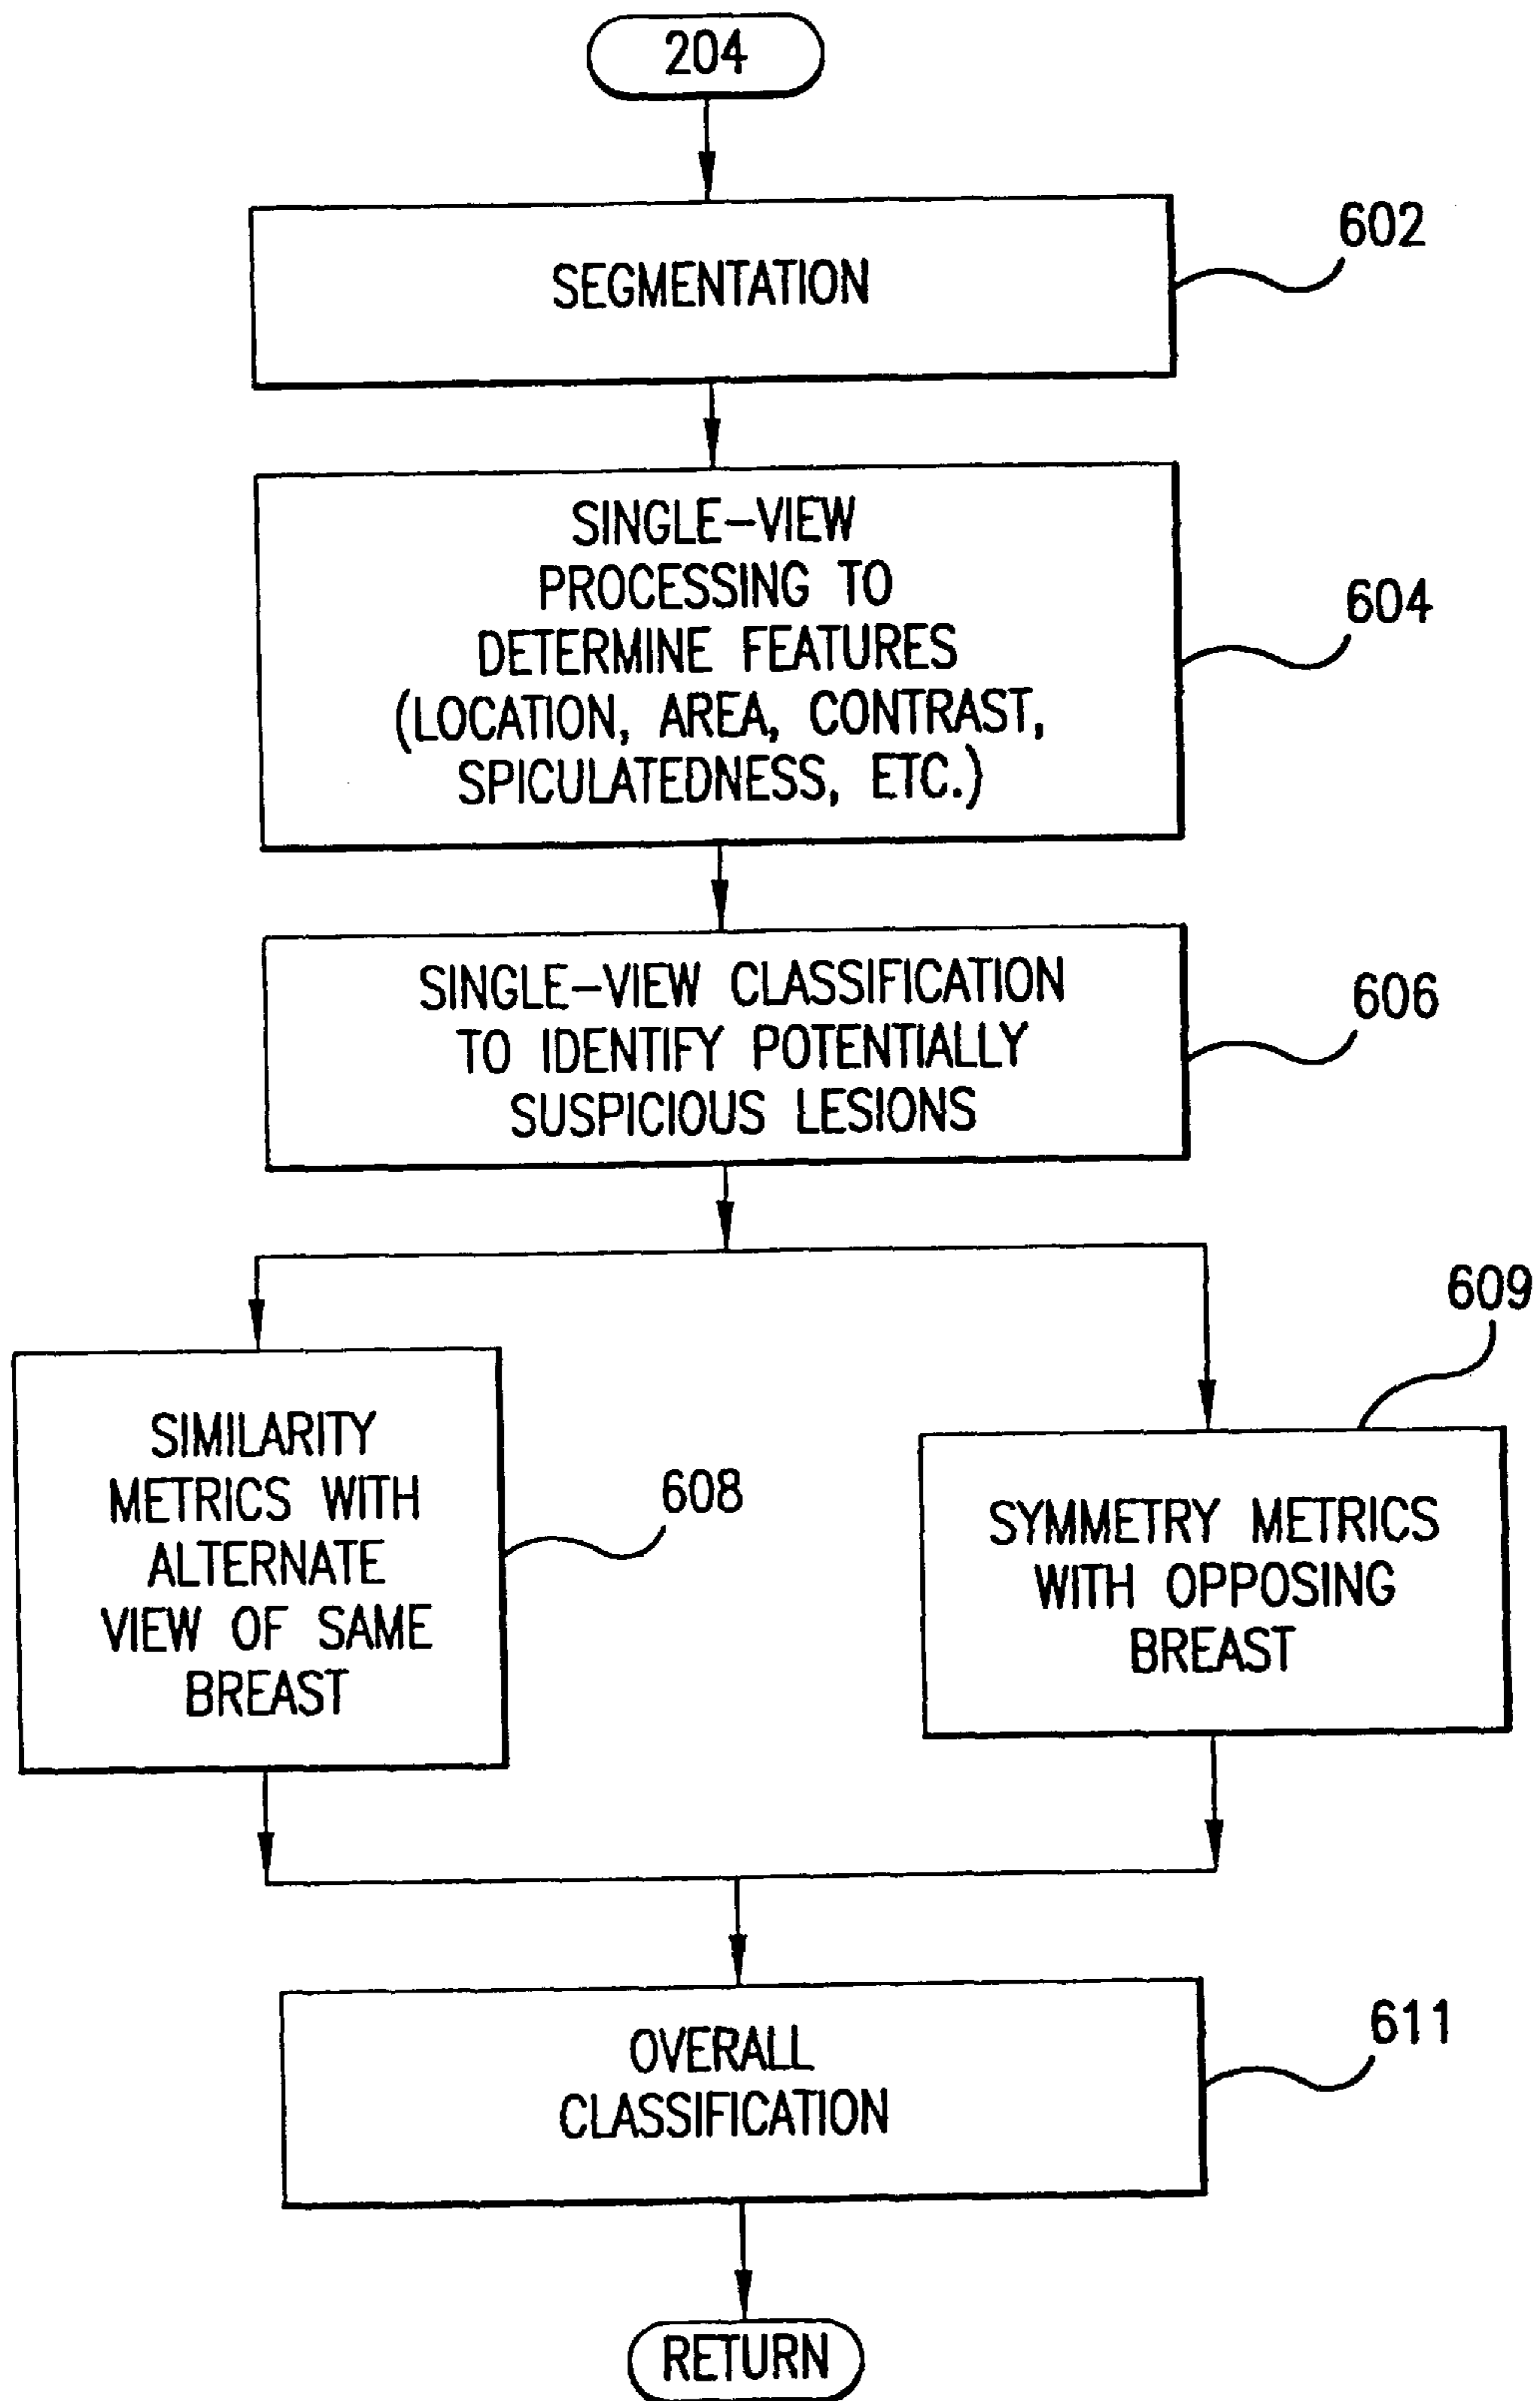 204
SEGMENTATION
602
SINGLE-VIEW
PROCESSING TO
DETERMINE FEATURES
(LOCATION, AREA, CONTRAST,
SPICULATEDNESS, ETC.)
604
SINGLE-VIEW CLASSIFICATION
TO IDENTIFY POTENTIALLY
SUSPICIOUS LESIONS
606
SIMILARITY
METRICS WITH
ALTERNATE
VIEW OF SAME
BREAST
608
609
SYMMETRY METRICS
WITH OPPOSING
BREAST
OVERALL
CLASSIFICATION
611
RETURN